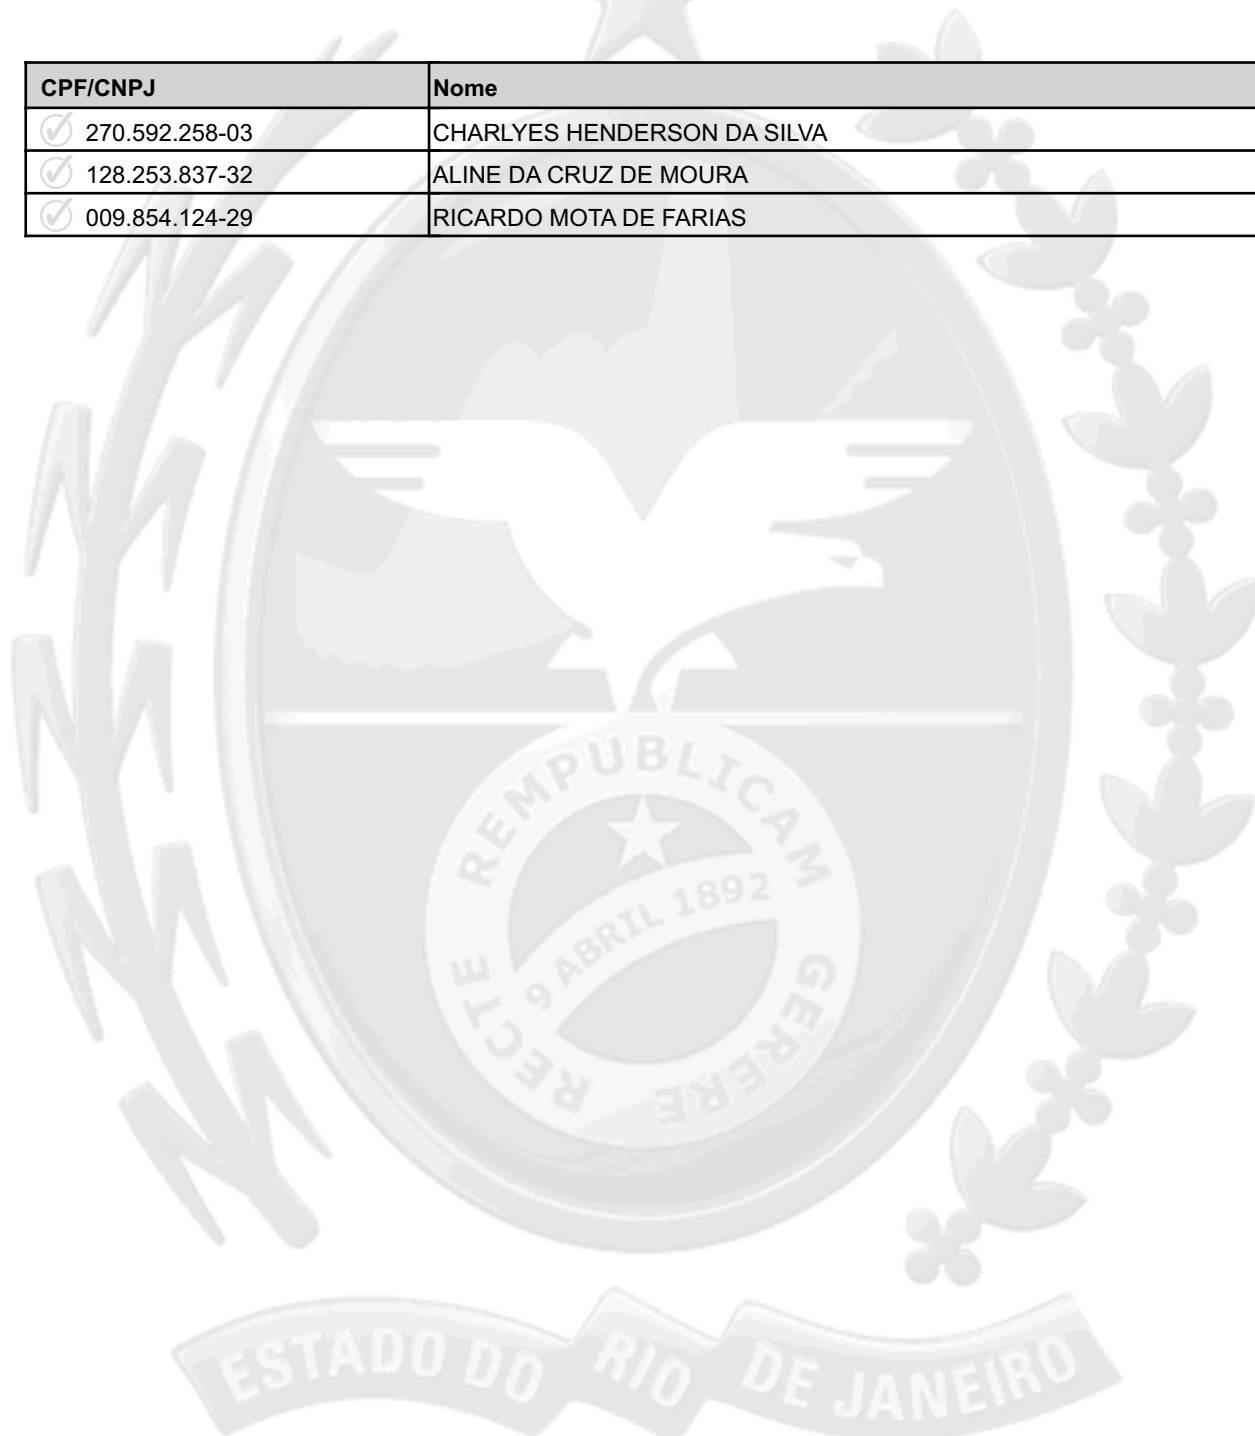 CPF/CNPJ Nome
270.592.258-03 CHARLYES HENDERSON DA SILVA
128.253.837-32 ALINE DA CRUZ DE MOURA
009.854.124-29 RICARDO MOTA DE FARIAS
RECTE REMPUBLICAM GERERE
9 ABRIL 1892
ESTADO DO RIO DE JANEIRO